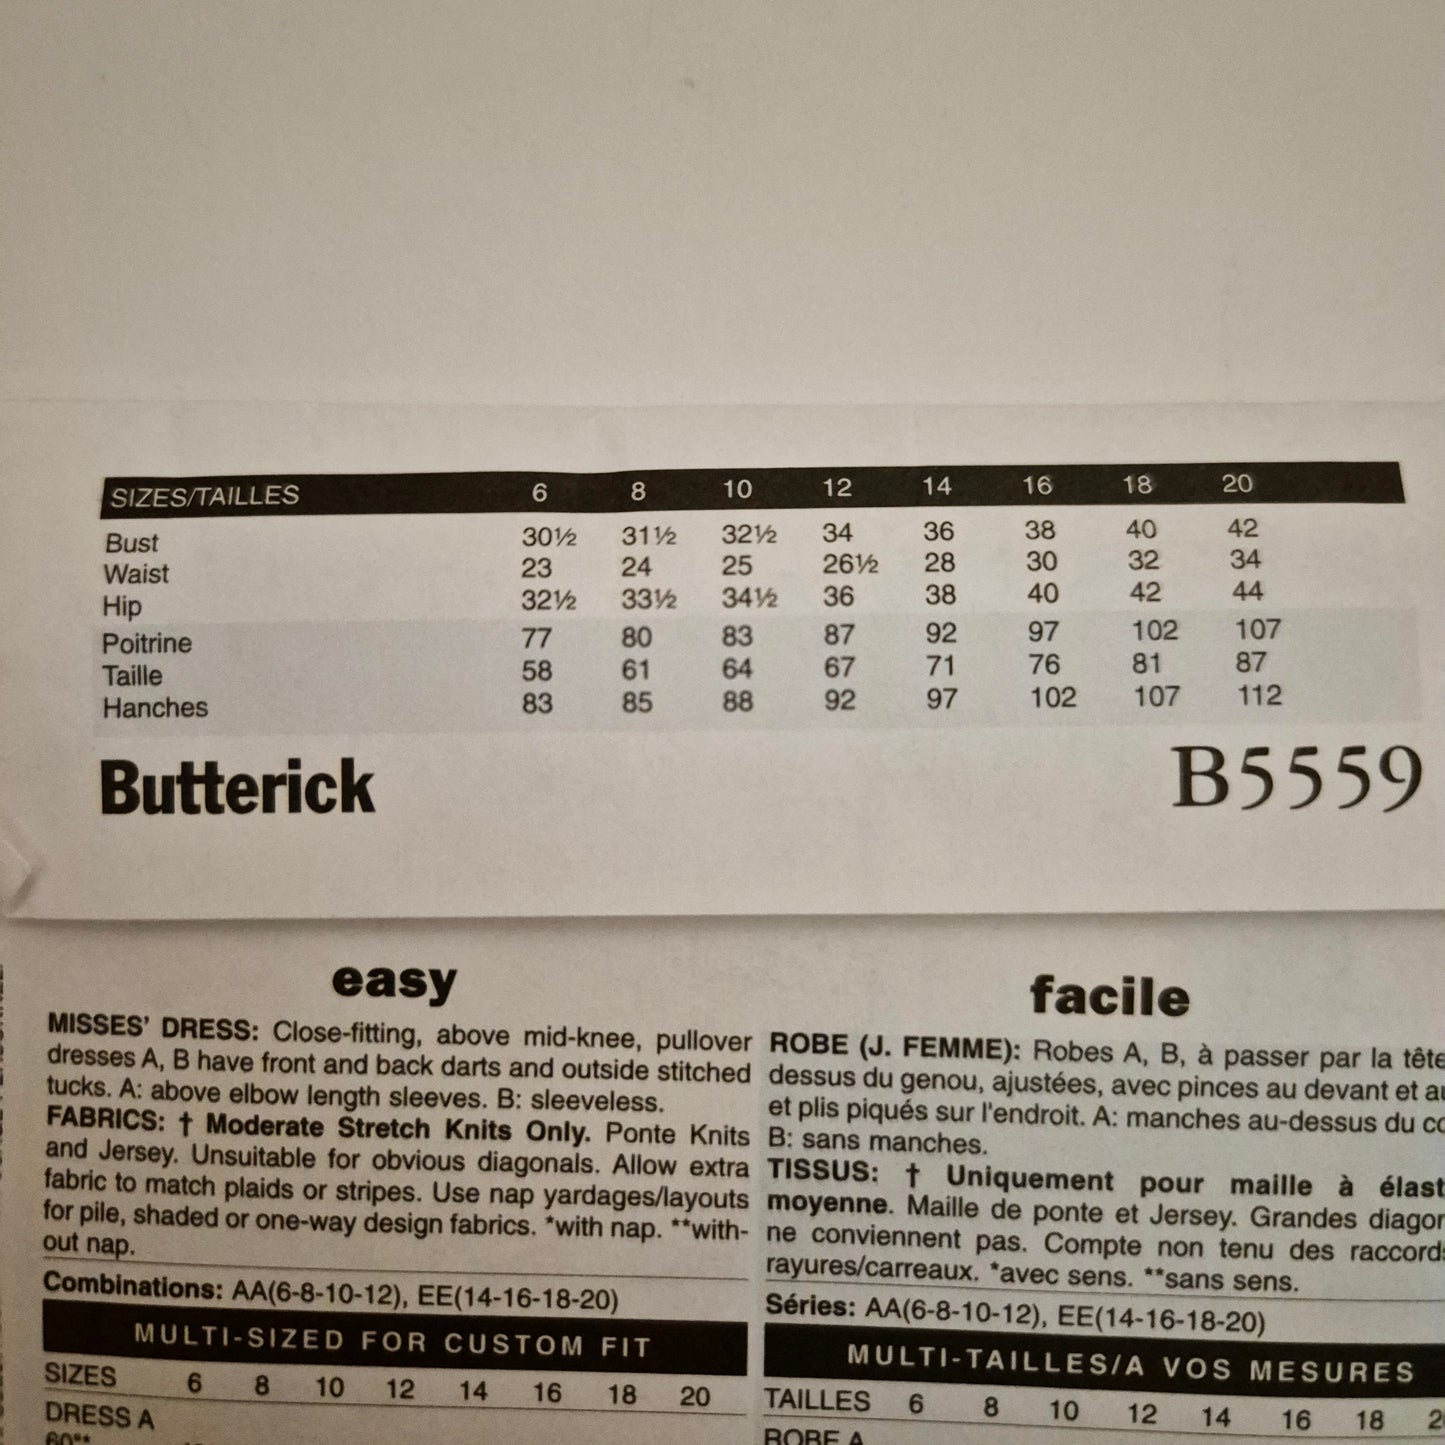 SIZES/TAILLES 6 8 10 12 14 16 18 20
Bust 30½ 31½ 32½ 34 36 38 40 42
Waist 23 24 25 26½ 28 30 32 34
Hip 32½ 33½ 34½ 36 38 40 42 44
Poitrine 77 80 83 87 92 97 102 107
Taille 58 61 64 67 71 76 81 87
Hanches 83 85 88 92 97 102 107 112
Butterick B5559
easy
MISSES' DRESS: Close-fitting, above mid-knee, pullover
dresses A, B have front and back darts and outside stitched
tucks. A: above elbow length sleeves. B: sleeveless.
FABRICS: † Moderate Stretch Knits Only. Ponte Knits
and Jersey. Unsuitable for obvious diagonals. Allow extra
fabric to match plaids or stripes. Use nap yardages/layouts
for pile, shaded or one-way design fabrics. *with nap. **with-
out nap.
Combinations: AA(6-8-10-12), EE(14-16-18-20)
MULTI-SIZED FOR CUSTOM FIT
SIZES 6 8 10 12 14 16 18 20
DRESS A
60**
facile
ROBE (J. FEMME): Robes A, B, à passer par la tête
dessus du genou, ajustées, avec pinces au devant et au
et plis piqués sur l'endroit. A: manches au-dessus du co
B: sans manches.
TISSUS: † Uniquement pour maille à élast
moyenne. Maille de ponte et Jersey. Grandes diagon
ne conviennent pas. Compte non tenu des raccords
rayures/carreaux. *avec sens. **sans sens.
Séries: AA(6-8-10-12), EE(14-16-18-20)
MULTI-TAILLES/A VOS MESURES
TAILLES 6 8 10 12 14 16 18 2
ROBE A